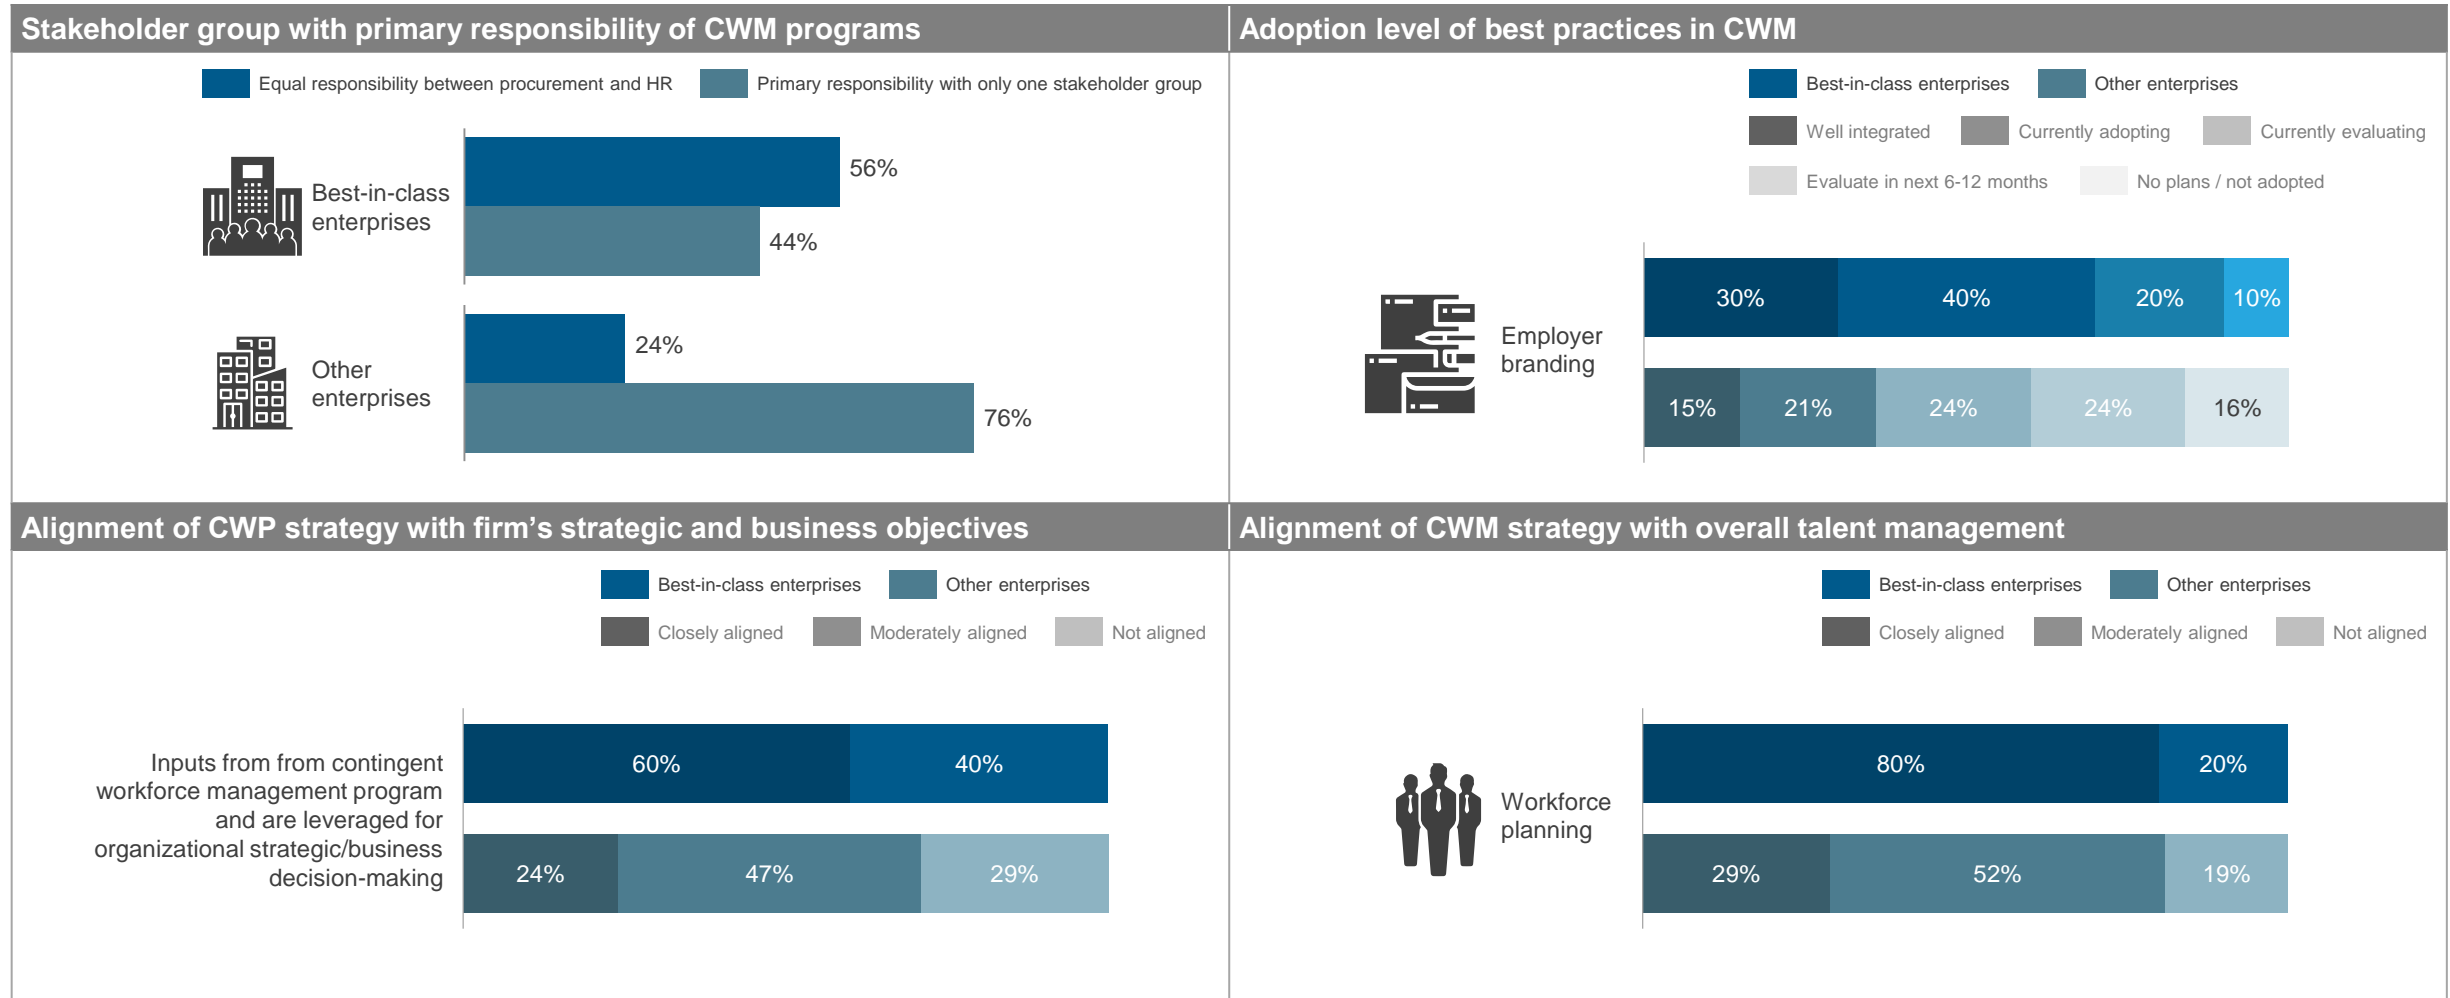 Stakeholder group with primary responsibility of CWM programs
Equal responsibility between procurement and HR
Primary responsibility with only one stakeholder group
Best-in-class
enterprises
56%
44%
Other
enterprises
24%
76%
Adoption level of best practices in CWM
Best-in-class enterprises
Other enterprises
Well integrated
Currently adopting
Currently evaluating
Evaluate in next 6-12 months
No plans / not adopted
Employer
branding
30%
40%
20%
10%
15%
21%
24%
24%
16%
Alignment of CWP strategy with firm’s strategic and business objectives
Best-in-class enterprises
Other enterprises
Closely aligned
Moderately aligned
Not aligned
Inputs from from contingent
workforce management program
and are leveraged for
organizational strategic/business
decision-making
60%
40%
24%
47%
29%
Alignment of CWM strategy with overall talent management
Best-in-class enterprises
Other enterprises
Closely aligned
Moderately aligned
Not aligned
Workforce
planning
80%
20%
29%
52%
19%